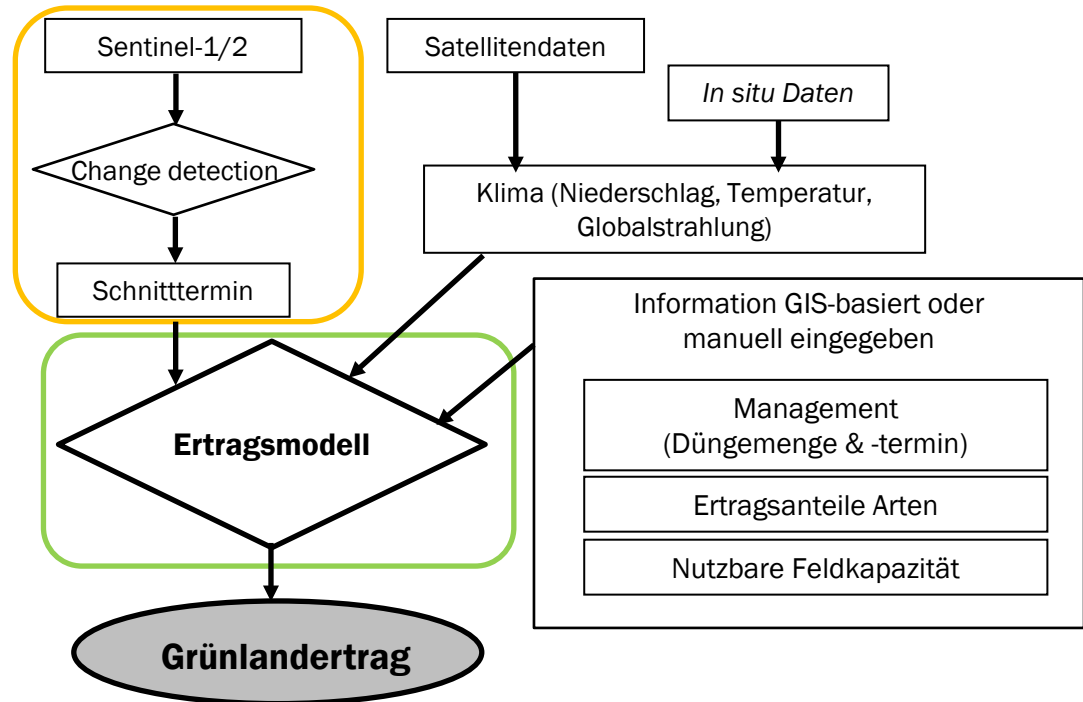 Sentinel-1/2
Change detection
Schnitttermin
Satellitendaten
In situ Daten
Klima (Niederschlag, Temperatur,
Globalstrahlung)
Information GIS-basiert oder
manuell eingegeben
Management
(Düngemenge & -termin)
Ertragsanteile Arten
Nutzbare Feldkapazität
Ertragsmodell
Grünlandertrag